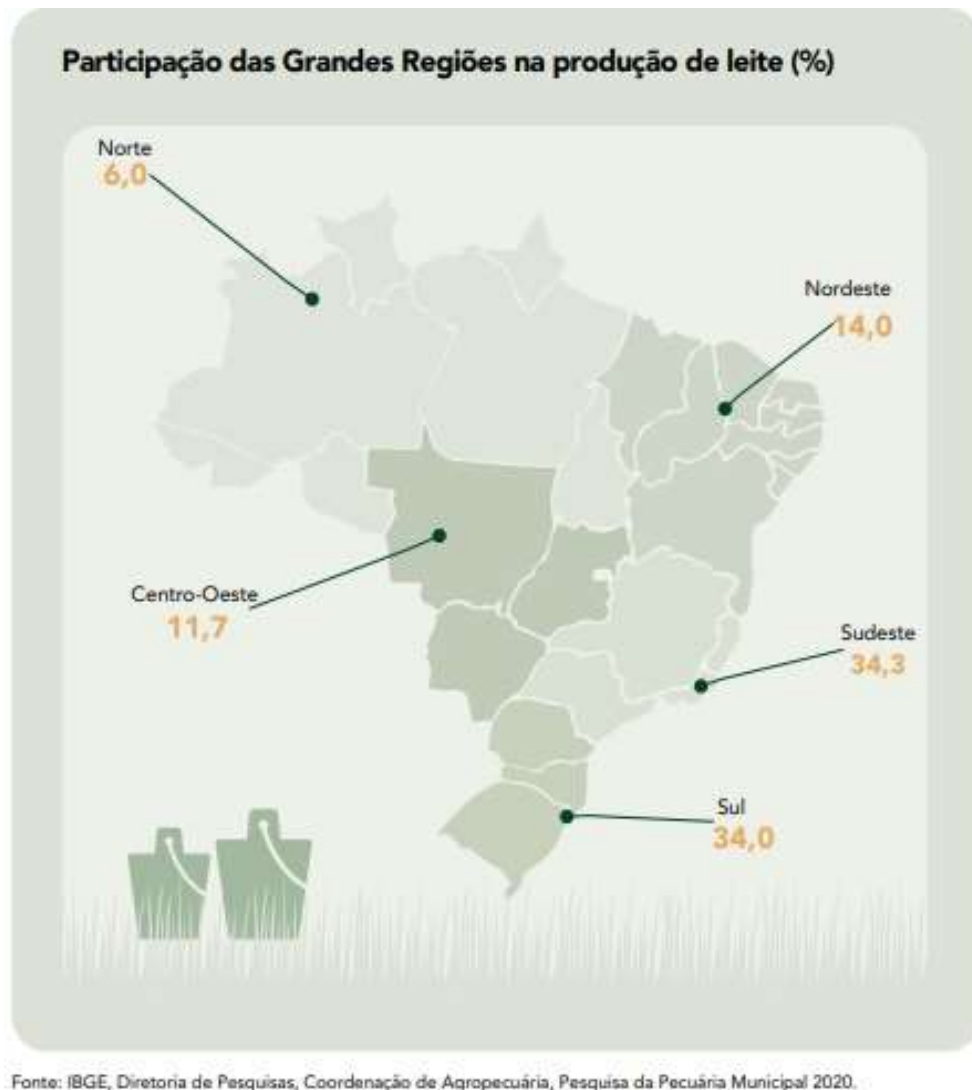 Participação das Grandes Regiões na produção de leite (%)
Norte
6,0
Nordeste
14,0
Centro-Oeste
11,7
Sudeste
34,3
Sul
34,0
Fonte: IBGE, Diretoria de Pesquisas, Coordenação de Agropecuária, Pesquisa da Pecuária Municipal 2020.